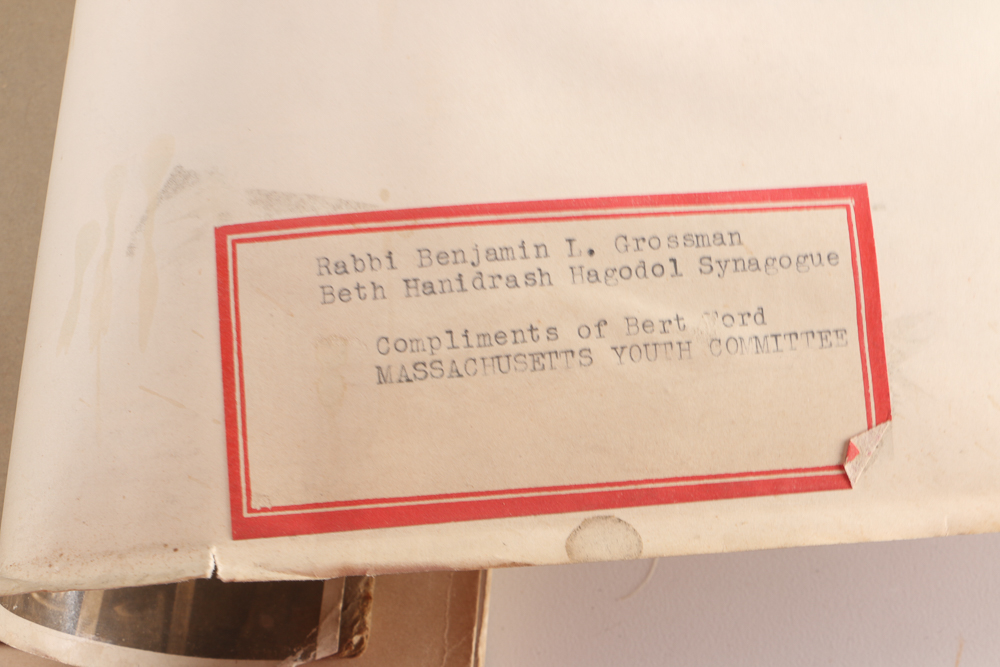 Rabbi Benjamin L. Grossman
Beth Hanidrash Hagodol Synagogue
Compliments of Bert
MASSACHUSETTS YOUTH COMMITTEE